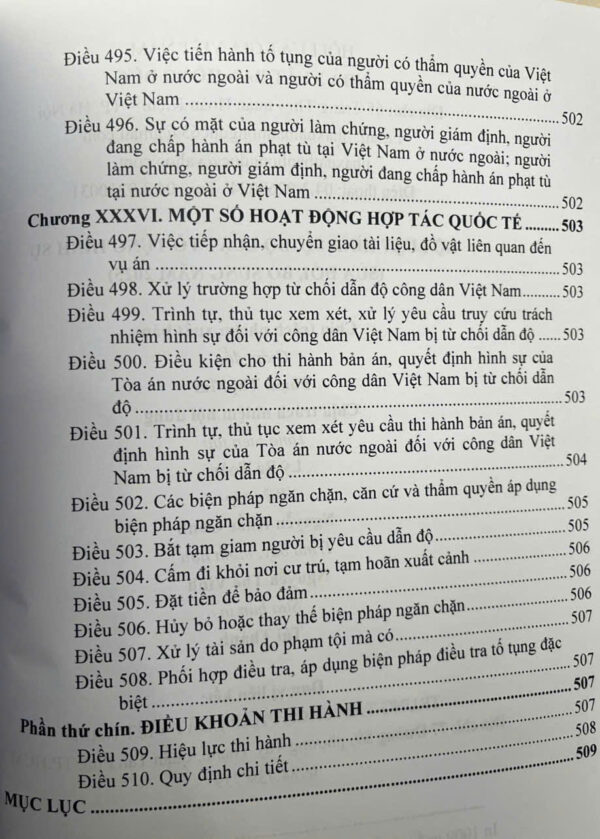 Điều 495. Việc tiến hành tố tụng của người có thẩm quyền của Việt
Nam ở nước ngoài và người có thẩm quyền của nước ngoài ở
Việt Nam ........ 502
Điều 496. Sự có mặt của người làm chứng, người giám định, người
đang chấp hành án phạt tù tại Việt Nam ở nước ngoài; người
làm chứng, người giám định, người đang chấp hành án phạt tù
tại nước ngoài ở Việt Nam ........ 502
Chương XXXVI. MỘT SỐ HOẠT ĐỘNG HỢP TÁC QUỐC TẾ ........ 503
Điều 497. Việc tiếp nhận, chuyển giao tài liệu, đồ vật liên quan đến
vụ án ........ 503
Điều 498. Xử lý trường hợp từ chối dẫn độ công dân Việt Nam ........ 503
Điều 499. Trình tự, thủ tục xem xét, xử lý yêu cầu truy cứu trách
nhiệm hình sự đối với công dân Việt Nam bị từ chối dẫn độ ...... 503
Điều 500. Điều kiện cho thi hành bản án, quyết định hình sự của
Tòa án nước ngoài đối với công dân Việt Nam bị từ chối dẫn
độ ........ 503
Điều 501. Trình tự, thủ tục xem xét yêu cầu thi hành bản án, quyết
định hình sự của Tòa án nước ngoài đối với công dân Việt
Nam bị từ chối dẫn độ ........ 504
Điều 502. Các biện pháp ngăn chặn, căn cứ và thẩm quyền áp dụng
biện pháp ngăn chặn ........ 505
Điều 503. Bắt tạm giam người bị yêu cầu dẫn độ ........ 505
Điều 504. Cấm đi khỏi nơi cư trú, tạm hoãn xuất cảnh ........ 506
Điều 505. Đặt tiền để bảo đảm ........ 506
Điều 506. Hủy bỏ hoặc thay thế biện pháp ngăn chặn ........ 506
Điều 507. Xử lý tài sản do phạm tội mà có ........ 507
Điều 508. Phối hợp điều tra, áp dụng biện pháp điều tra tố tụng đặc
biệt ........ 507
Phần thứ chín. ĐIỀU KHOẢN THI HÀNH ........ 507
Điều 509. Hiệu lực thi hành ........ 507
Điều 510. Quy định chi tiết ........ 508
MỤC LỤC ........ 509